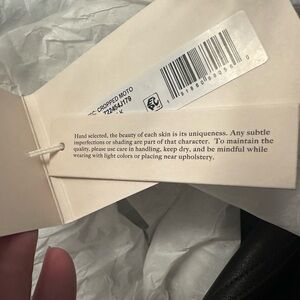 CROPPED MOTO
Hand selected, the beauty of each skin is its uniqueness. Any subtle
imperfections or shading are part of that character. To maintain the
quality, please use care in handling, keep dry, and be mindful while
wearing with light colors or placing near upholstery.